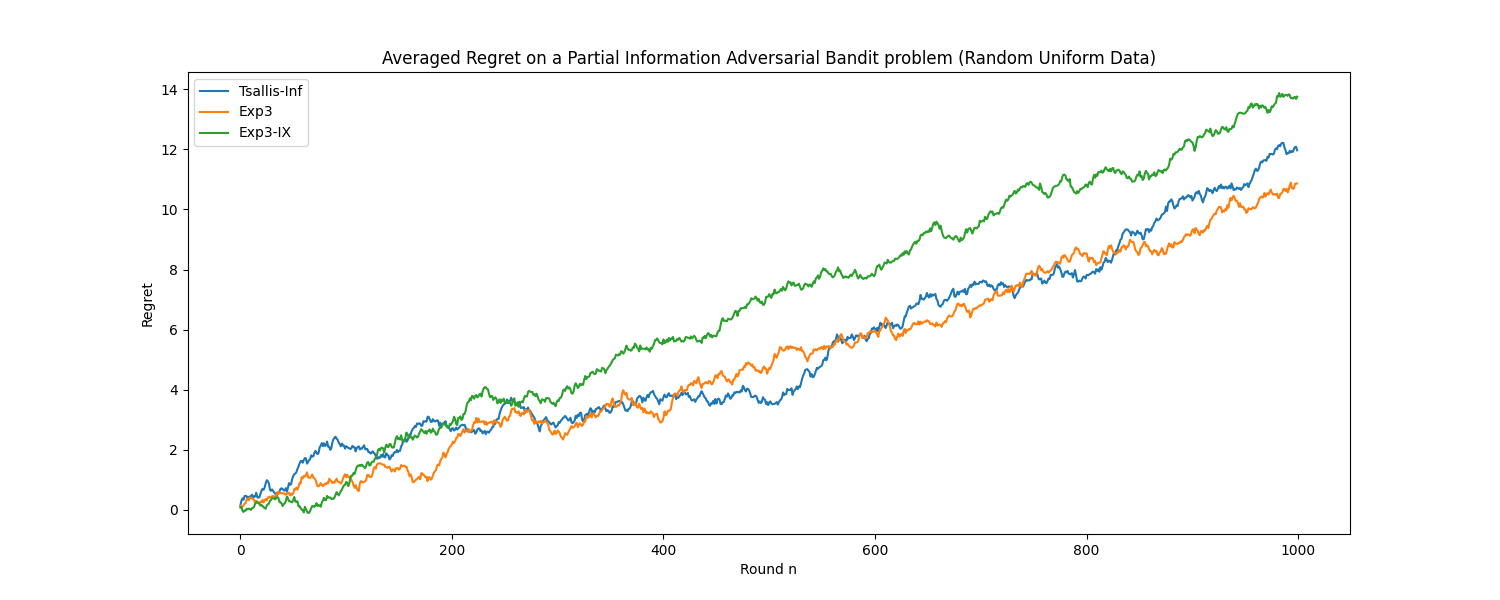 Averaged Regret on a Partial Information Adversarial Bandit problem (Random Uniform Data)
Tsallis-Inf
Exp3
Exp3-IX
14
12
10
8
6
4
2
0
Regret
0 200 400 600 800 1000
Round n